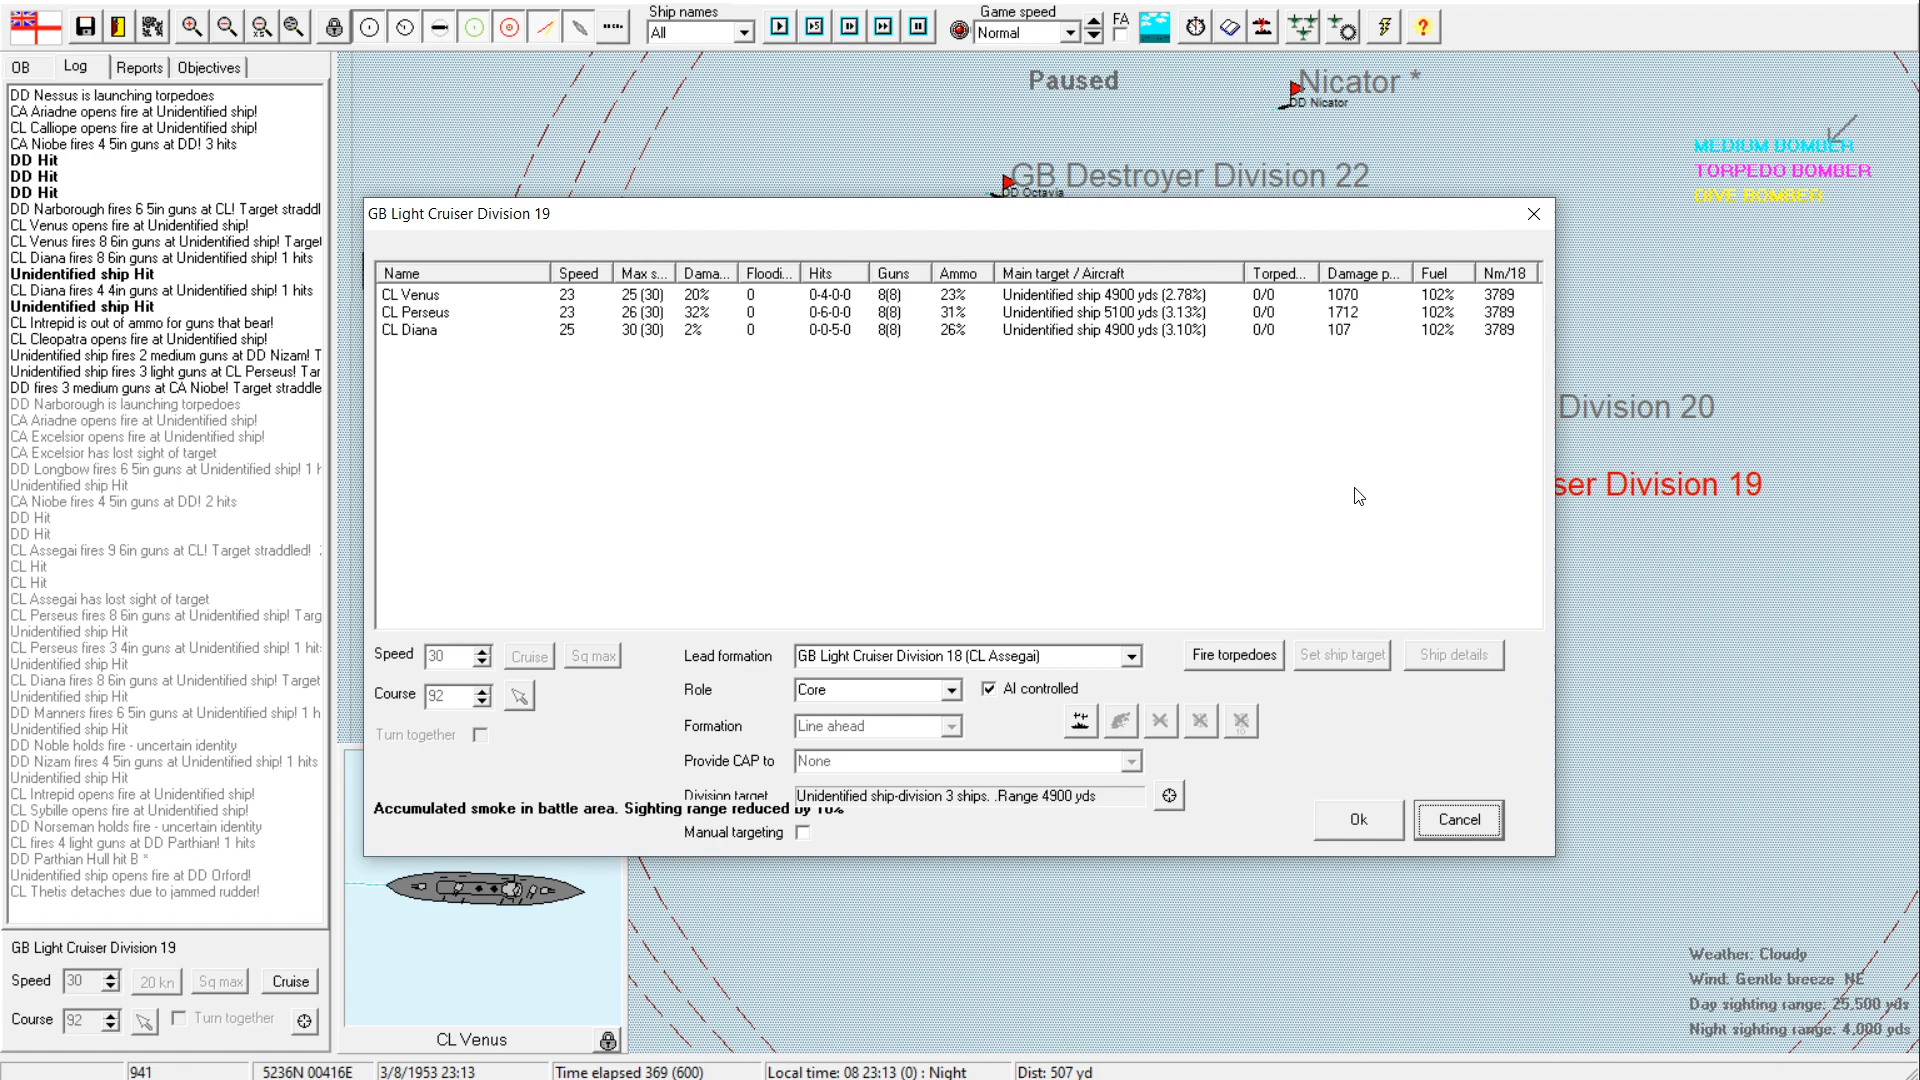 Ship names
All
Game speed
Normal
FA
OB
Log
Reports
Objectives
DD Nessus is launching torpedoes
CA Ariadne opens fire at Unidentified ship!
CL Calliope opens fire at Unidentified ship!
CA Niobe fires 4 5in guns at DD! 3 hits
DD Hit
DD Hit
DD Hit
DD Narborough fires 6 5in guns at CL! Target straddl
CL Venus opens fire at Unidentified ship!
CL Venus fires 8 6in guns at Unidentified ship! Target
CL Diana fires 8 6in guns at Unidentified ship! 1 hits
Unidentified ship Hit
CL Diana fires 4 4in guns at Unidentified ship! 1 hits
Unidentified ship Hit
CL Intrepid is out of ammo for guns that bear!
CL Cleopatra opens fire at Unidentified ship!
Unidentified ship fires 2 medium guns at DD Nizam! T
Unidentified ship fires 3 light guns at CL Perseus! Tar
DD fires 3 medium guns at CA Niobe! Target straddle
DD Narborough is launching torpedoes
CA Ariadne opens fire at Unidentified ship!
CA Excelsior opens fire at Unidentified ship!
CA Excelsior has lost sight of target
DD Longbow fires 6 5in guns at Unidentified ship! 1 h
Unidentified ship Hit
CA Niobe fires 4 5in guns at DD! 2 hits
DD Hit
DD Hit
CL Assegai fires 9 6in guns at CL! Target straddled!
CL Hit
CL Hit
CL Assegai has lost sight of target
CL Perseus fires 8 6in guns at Unidentified ship! Targ
Unidentified ship Hit
CL Perseus fires 3 4in guns at Unidentified ship! 1 hit:
Unidentified ship Hit
CL Diana fires 8 6in guns at Unidentified ship! Target
Unidentified ship Hit
DD Manners fires 6 5in guns at Unidentified ship! 1 h
Unidentified ship Hit
DD Noble holds fire - uncertain identity
DD Nizam fires 4 5in guns at Unidentified ship! 1 hits
Unidentified ship Hit
CL Intrepid opens fire at Unidentified ship!
CL Sybille opens fire at Unidentified ship!
DD Norseman holds fire - uncertain identity
CL fires 4 light guns at DD Parthian! 1 hits
DD Parthian Hull hit B *
Unidentified ship opens fire at DD Orford!
CL Thetis detaches due to jammed rudder!
GB Light Cruiser Division 19
Speed 30 20 kn Sq max Cruise
Course 92 Turn together
Paused
Nicator *
DD Nicator
GB Destroyer Division 22
DD Octavia
MEDIUM BOMBER
TORPEDO BOMBER
DIVE BOMBER
Division 20
ser Division 19
GB Light Cruiser Division 19
Name Speed Max s... Dama... Floodi... Hits Guns Ammo Main target / Aircraft Torped... Damage p... Fuel Nm/18
CL Venus 23 25 (30) 20% 0 0-4-0-0 8(8) 23% Unidentified ship 4900 yds (2.78%) 0/0 1070 102% 3789
CL Perseus 23 26 (30) 32% 0 0-6-0-0 8(8) 31% Unidentified ship 5100 yds (3.13%) 0/0 1712 102% 3789
CL Diana 25 30 (30) 2% 0 0-0-5-0 8(8) 26% Unidentified ship 4900 yds (3.10%) 0/0 107 102% 3789
Speed 30 Cruise Sq max
Course 92
Turn together
Lead formation GB Light Cruiser Division 18 (CL Assegai)
Role Core AI controlled
Formation Line ahead
Provide CAP to None
Division target Unidentified ship-division 3 ships. .Range 4900 yds
Accumulated smoke in battle area. Sighting range reduced by 10%
Manual targeting
Fire torpedoes Set ship target Ship details
10
Ok Cancel
CL Venus
Weather: Cloudy
Wind: Gentle breeze NE
Day sighting range: 25,500 yds
Night sighting range: 4,000 yds
941 5236N 00416E 3/8/1953 23:13 Time elapsed 369 (600) Local time: 08 23:13 (0) : Night Dist: 507 yd